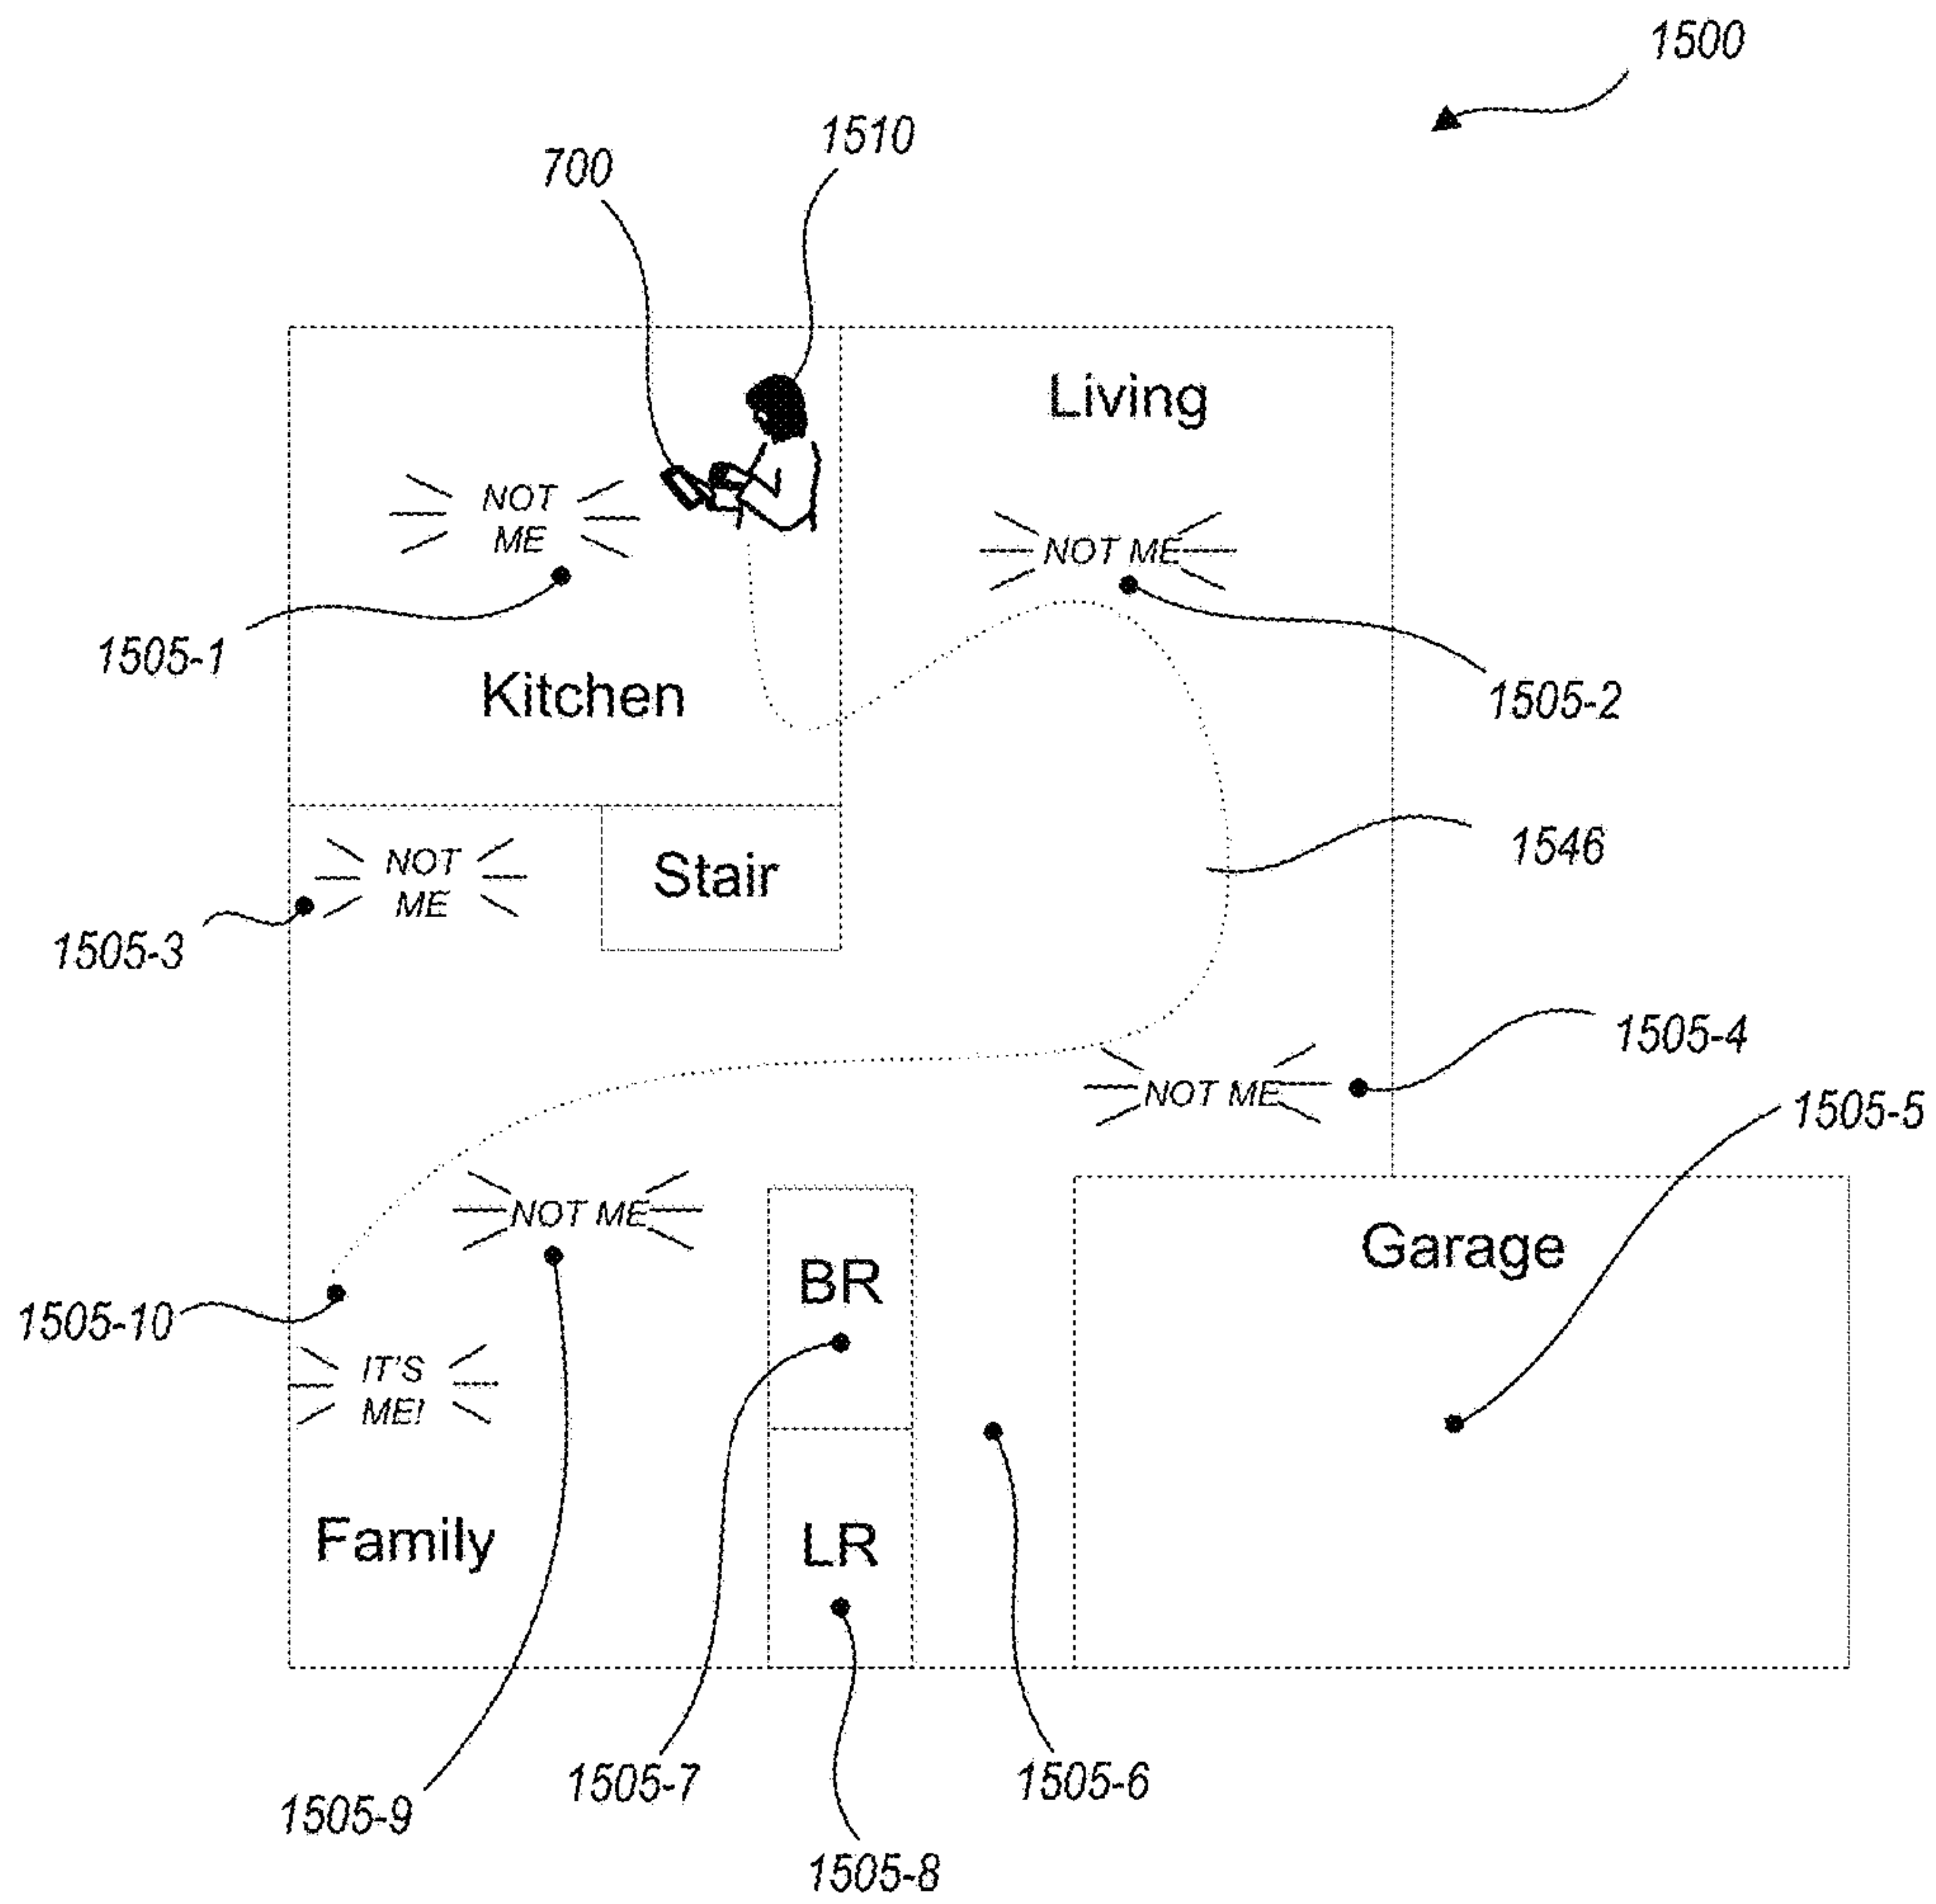 1500
1510
700
Living
NOT
ME
NOT ME
1505-1
Kitchen
1505-2
1546
NOT
ME
Stair
1505-3
1505-4
NOT ME
1505-5
NOT ME
Garage
BR
1505-10
IT'S
ME!
Family
LR
1505-7
1505-6
1505-9
1505-8